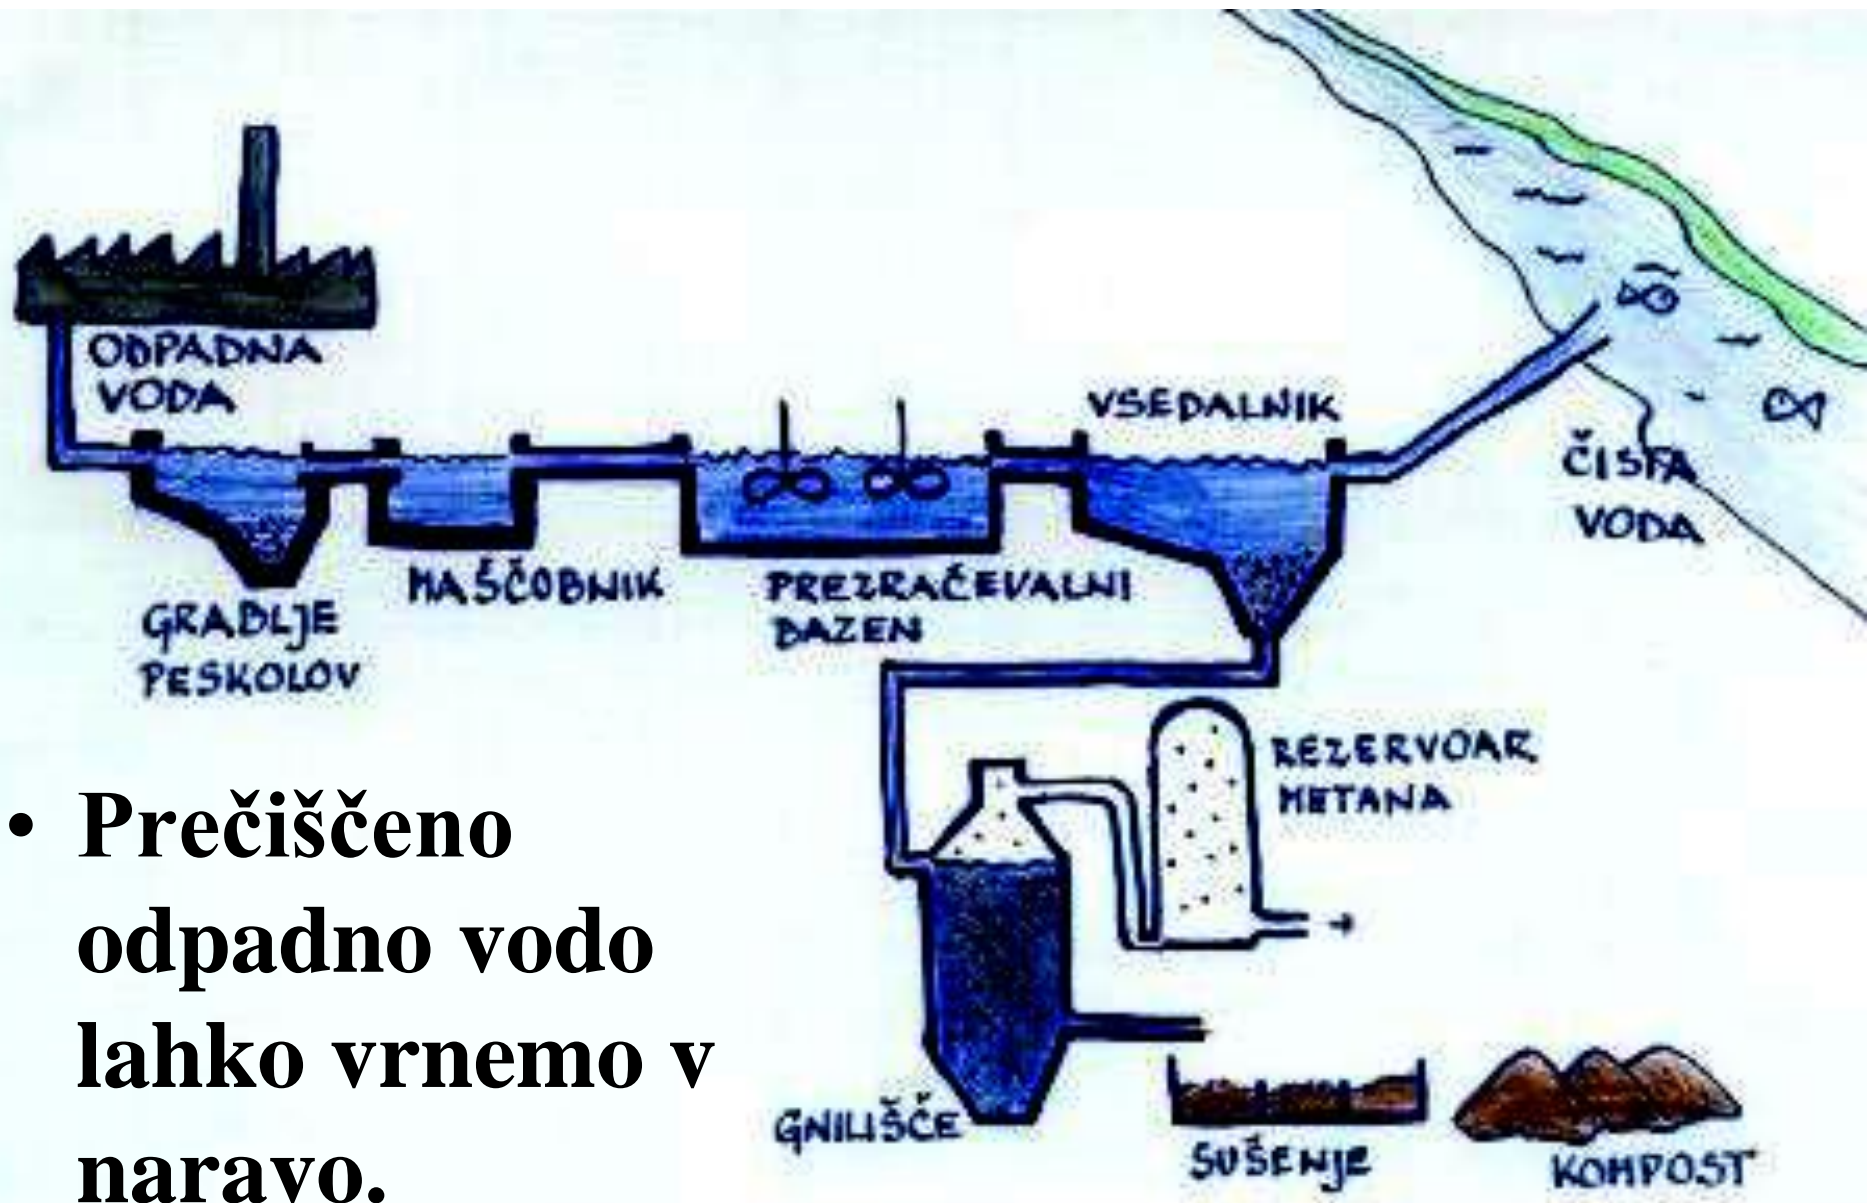 ODPADNA
VODA
VSEDALNIK
ČISTA
VODA
GRABLJE
PESKOLOV
MAŠČOBNIK
PREZRAČEVALNI
BAZEN
REZERVOAR
METANA
• Prečiščeno
odpadno vodo
lahko vrnemo v
naravo.
GNILIŠČE
SUŠENJE
KOMPOST